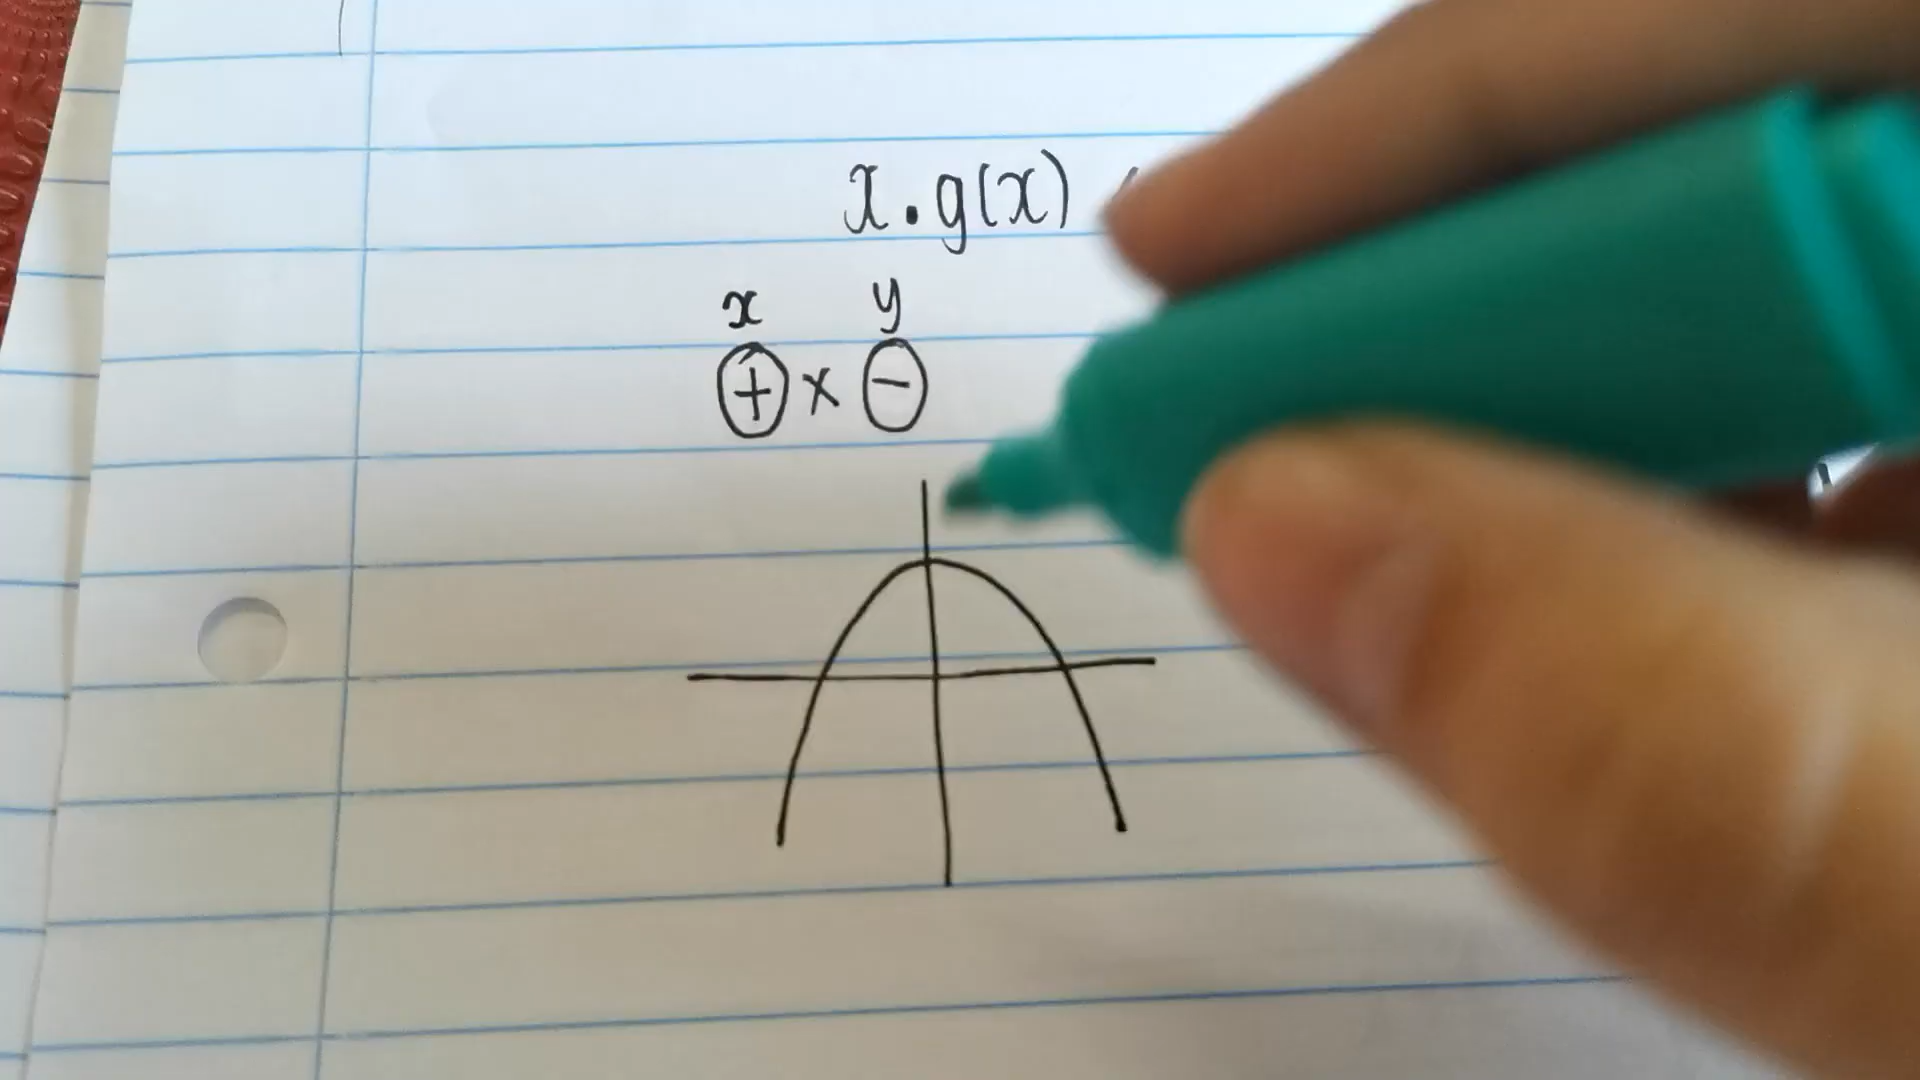 x.g(x)
x y
+ x −